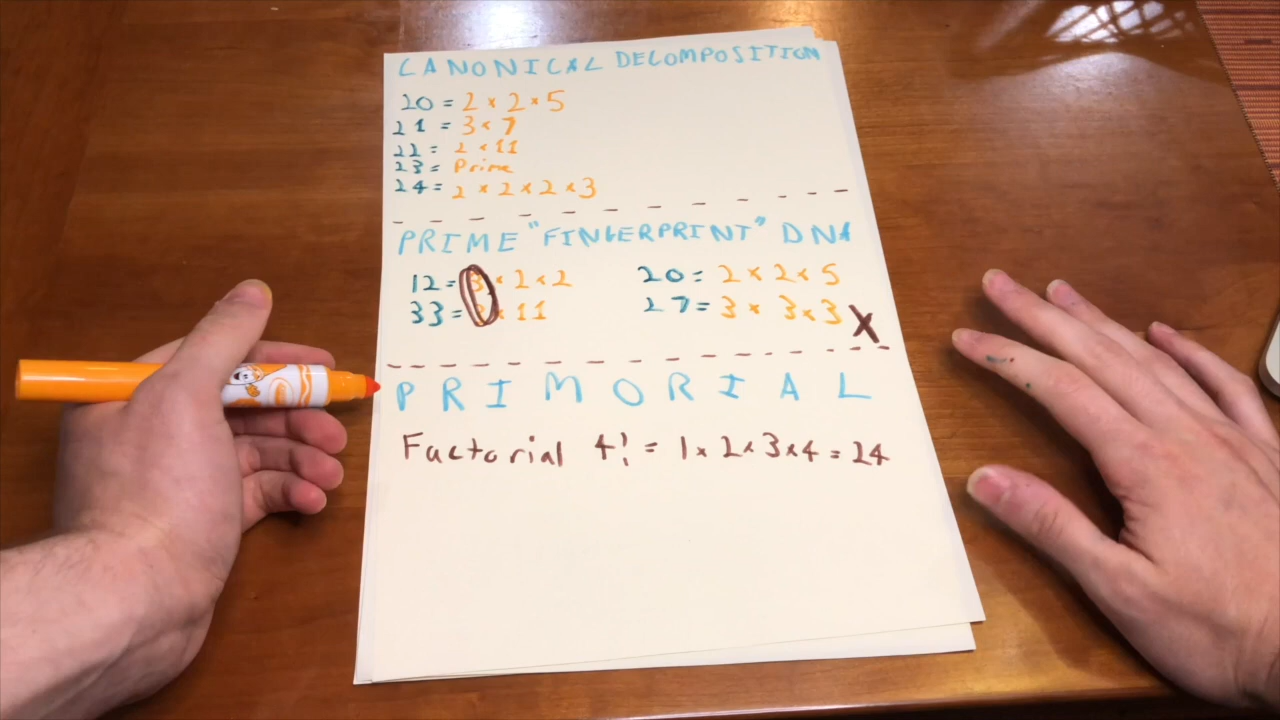 CANONICAL DECOMPOSITION
20 = 2 × 2 × 5
21 = 3 × 7
22 = 2 × 11
23 = Prime
24 = 2 × 2 × 2 × 3
PRIME "FINGERPRINT" DNA
12 = 3 × 2 × 2
33 = 3 × 11
20 = 2 × 2 × 5
27 = 3 × 3 × 3 X
PRIMORIAL
Factorial 4! = 1 × 2 × 3 × 4 = 24